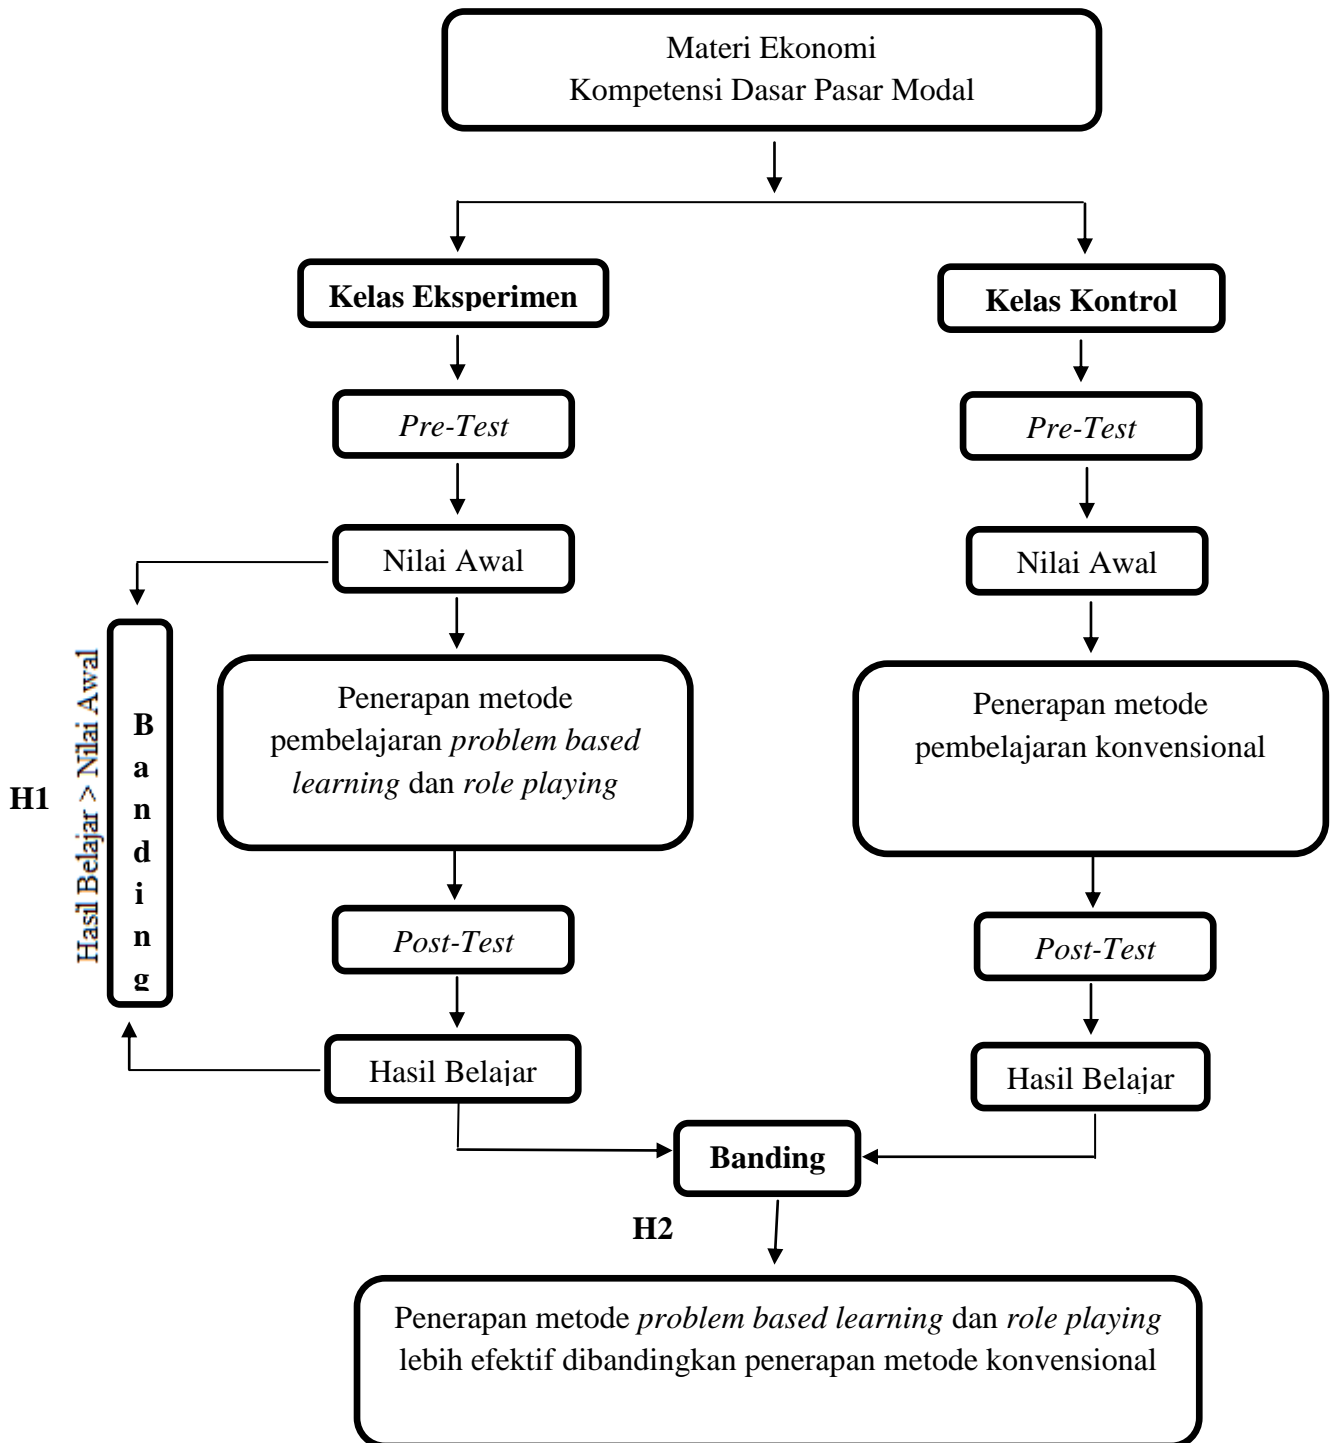 Materi Ekonomi
Kompetensi Dasar Pasar Modal
Kelas Eksperimen
Kelas Kontrol
Pre-Test
Pre-Test
Nilai Awal
Nilai Awal
H1
Hasil Belajar > Nilai Awal
B
a
n
d
i
n
g
Penerapan metode
pembelajaran problem based
learning dan role playing
Penerapan metode
pembelajaran konvensional
Post-Test
Post-Test
Hasil Belajar
Hasil Belajar
Banding
H2
Penerapan metode problem based learning dan role playing
lebih efektif dibandingkan penerapan metode konvensional